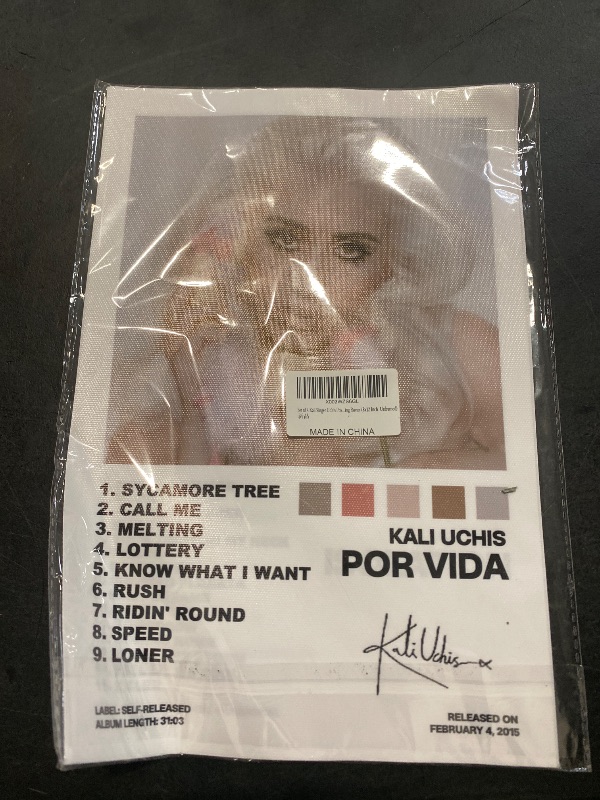 MADE IN CHINA
1. SYCAMORE TREE
2. CALL ME
3. MELTING
4. LOTTERY
5. KNOW WHAT I WANT
6. RUSH
7. RIDIN' ROUND
8. SPEED
9. LONER
KALI UCHIS
POR VIDA
Kali Uchis
LABEL: SELF-RELEASED
ALBUM LENGTH: 31:03
RELEASED ON
FEBRUARY 4, 2015